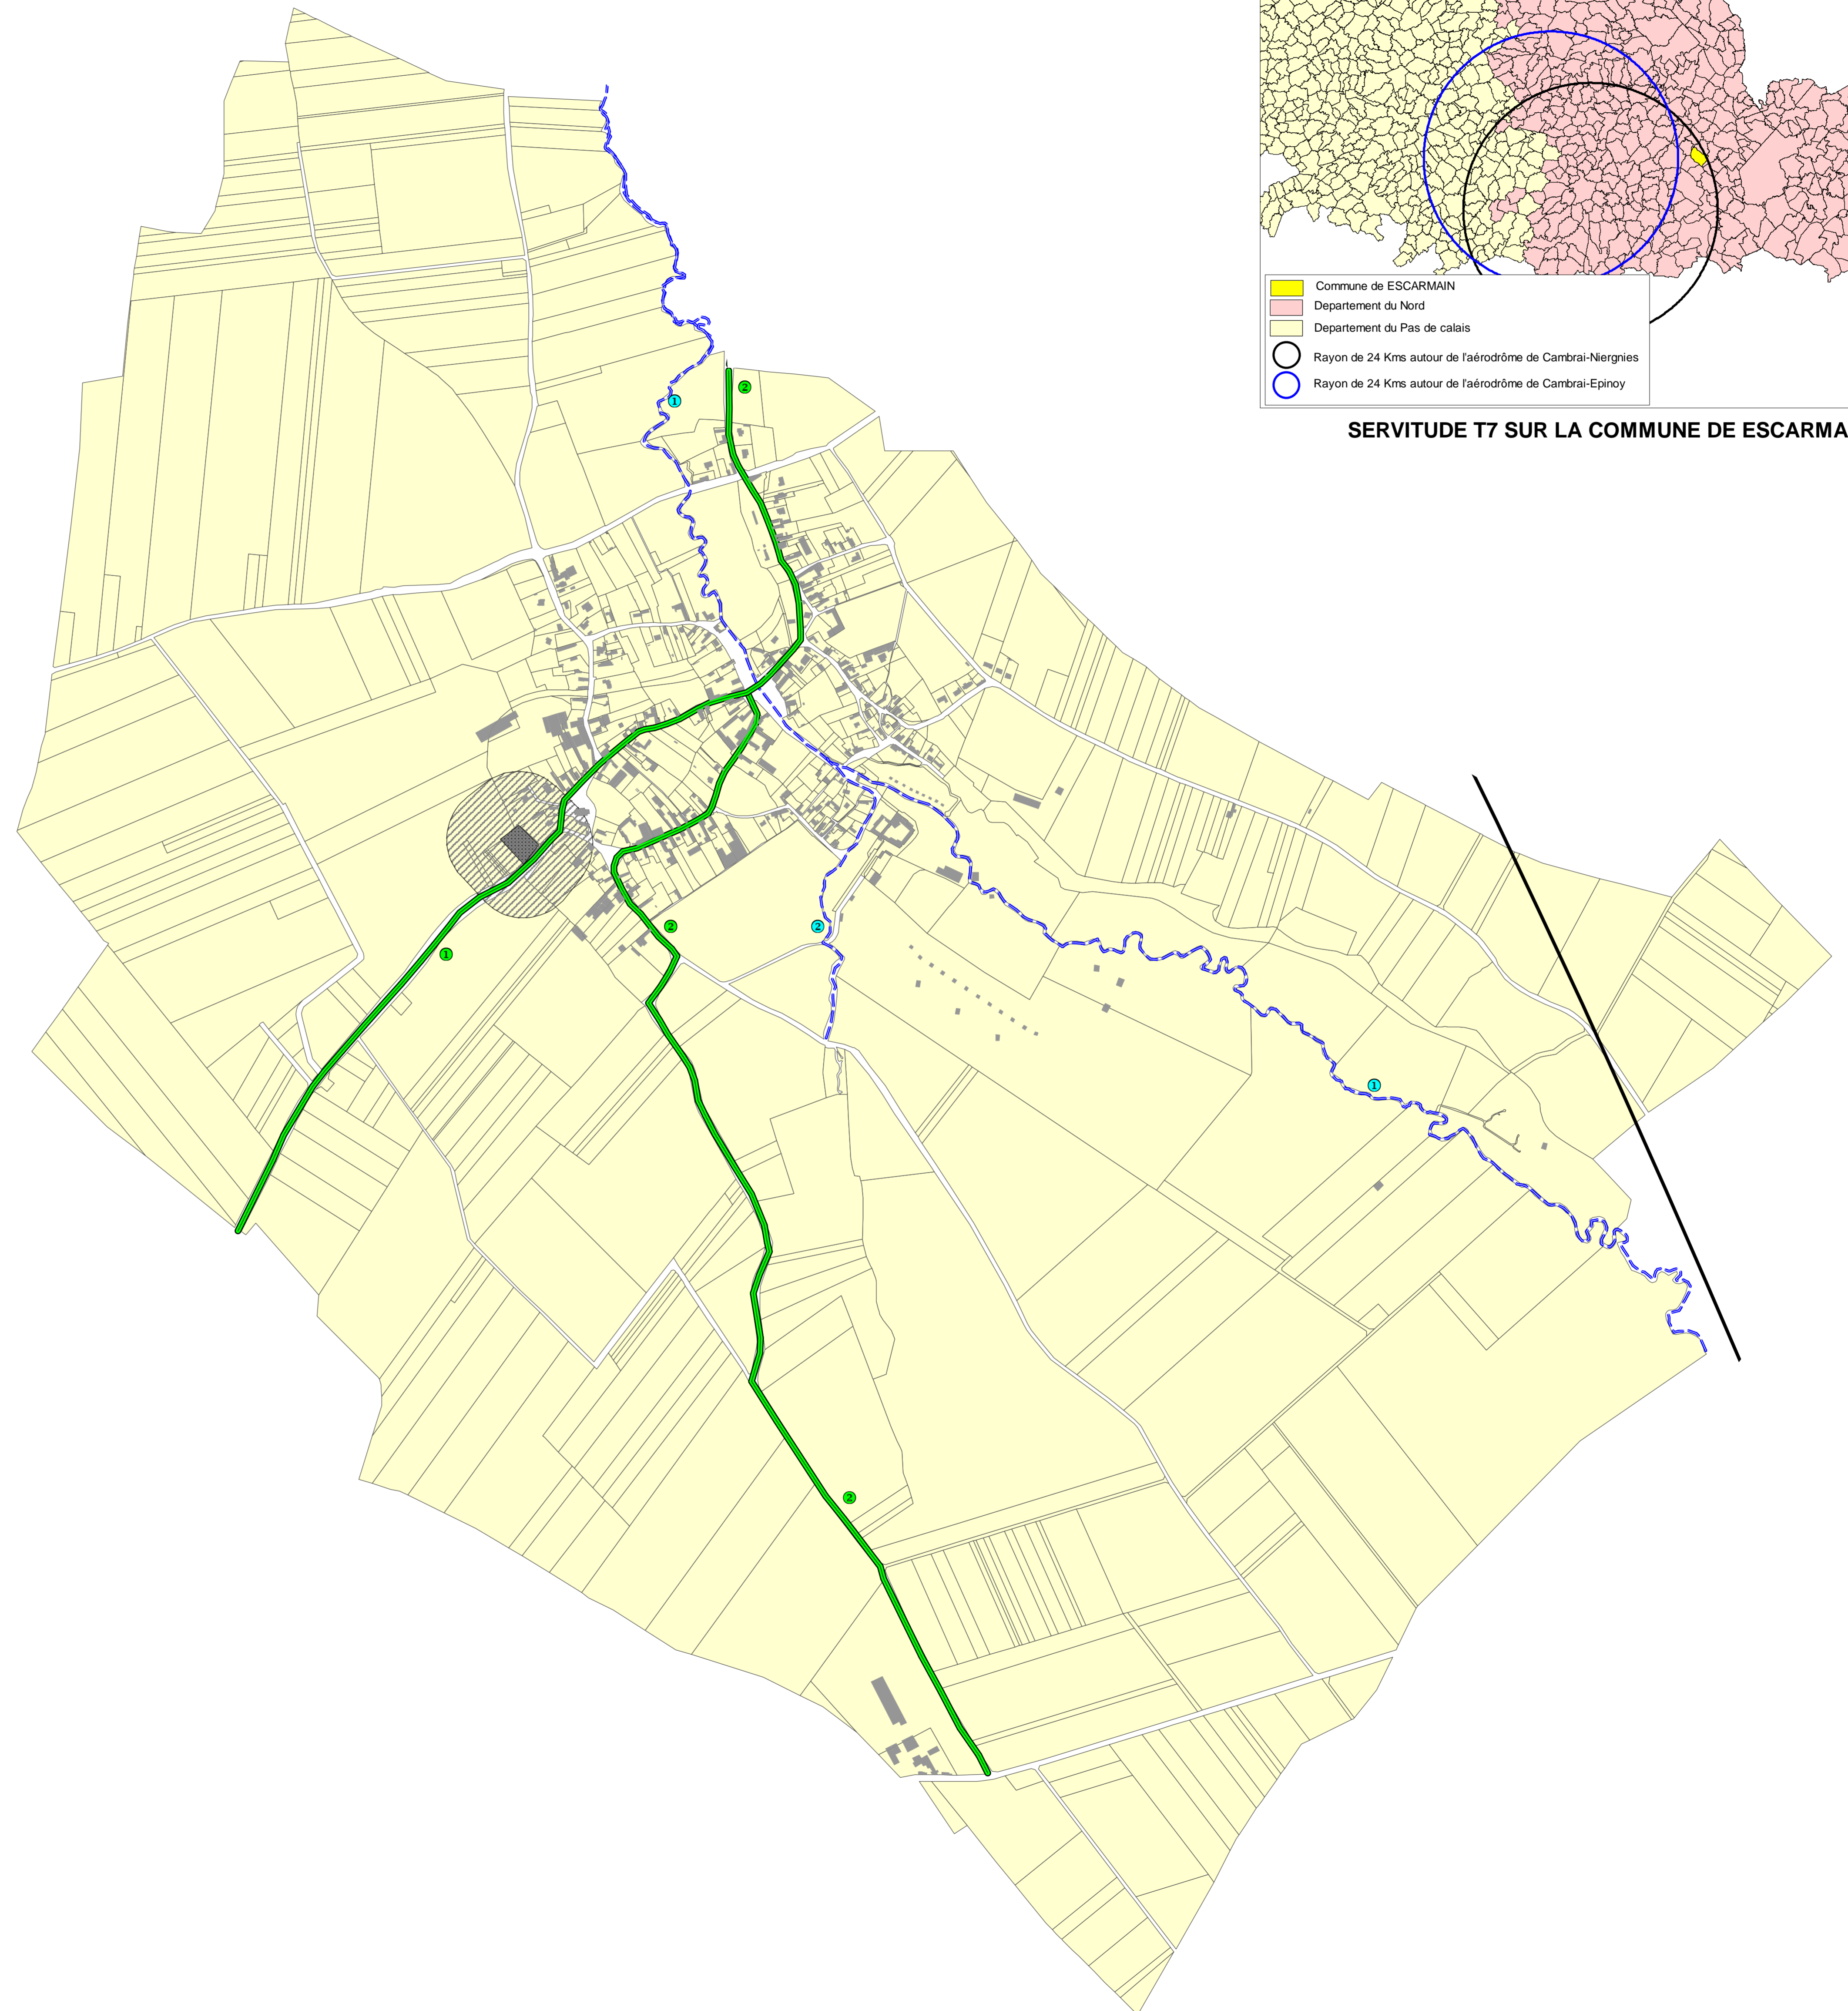 Commune de ESCARMAIN
Departement du Nord
Departement du Pas de calais
Rayon de 24 Kms autour de l'aérodrôme de Cambrai-Niergnies
Rayon de 24 Kms autour de l'aérodrôme de Cambrai-Epinoy
SERVITUDE T7 SUR LA COMMUNE DE ESCARMA
2
1
1
2
2
1
2